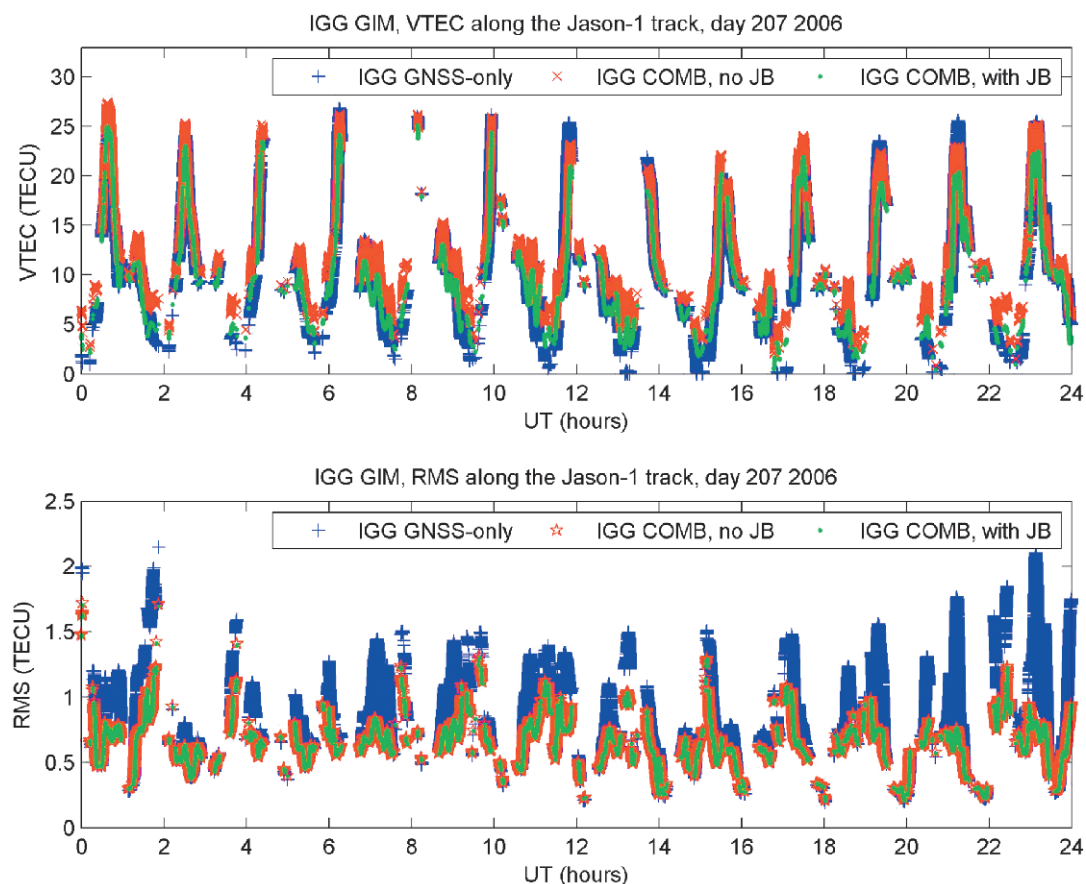 IGG GIM, VTEC along the Jason-1 track, day 207 2006
IGG GNSS-only IGG COMB, no JB IGG COMB, with JB
30
25
20
15
10
5
0
VTEC (TECU)
0 2 4 6 8 10 12 14 16 18 20 22 24
UT (hours)
IGG GIM, RMS along the Jason-1 track, day 207 2006
IGG GNSS-only IGG COMB, no JB IGG COMB, with JB
2.5
2
1.5
1
0.5
0
RMS (TECU)
0 2 4 6 8 10 12 14 16 18 20 22 24
UT (hours)